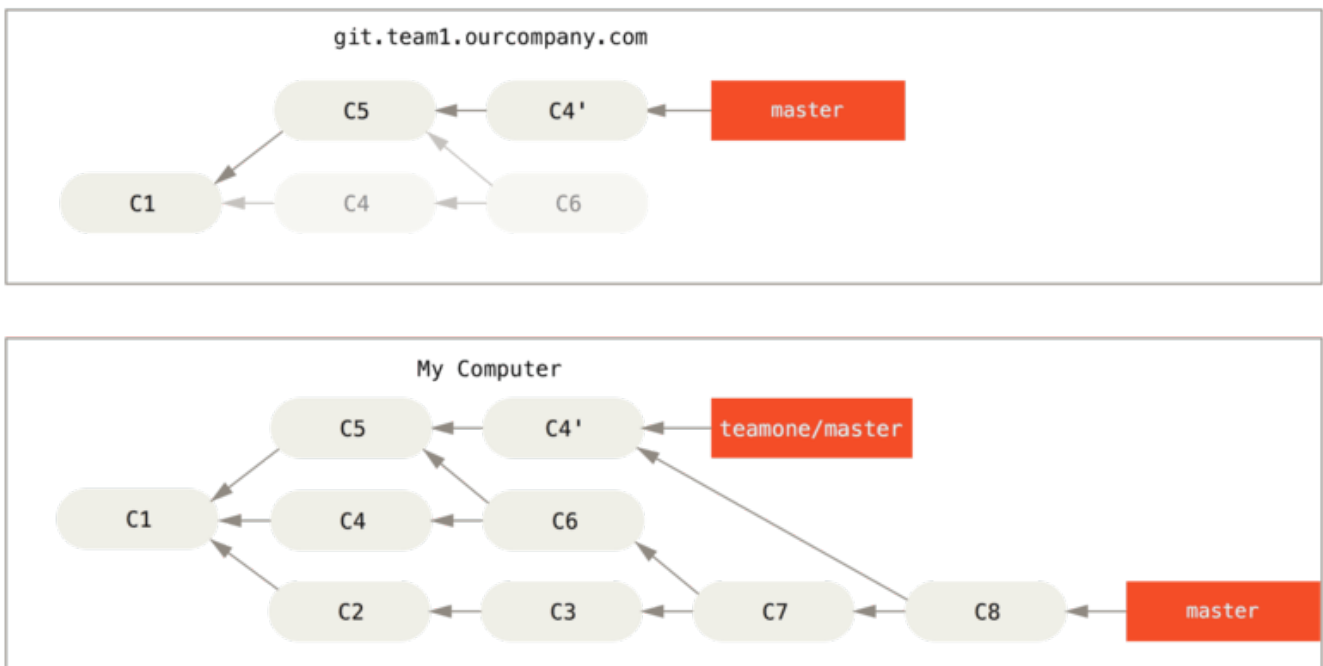 git.team1.ourcompany.com
C5 C4' master
C1 C4 C6
My Computer
C5 C4' teamone/master
C1 C4 C6
C2 C3 C7 C8 master